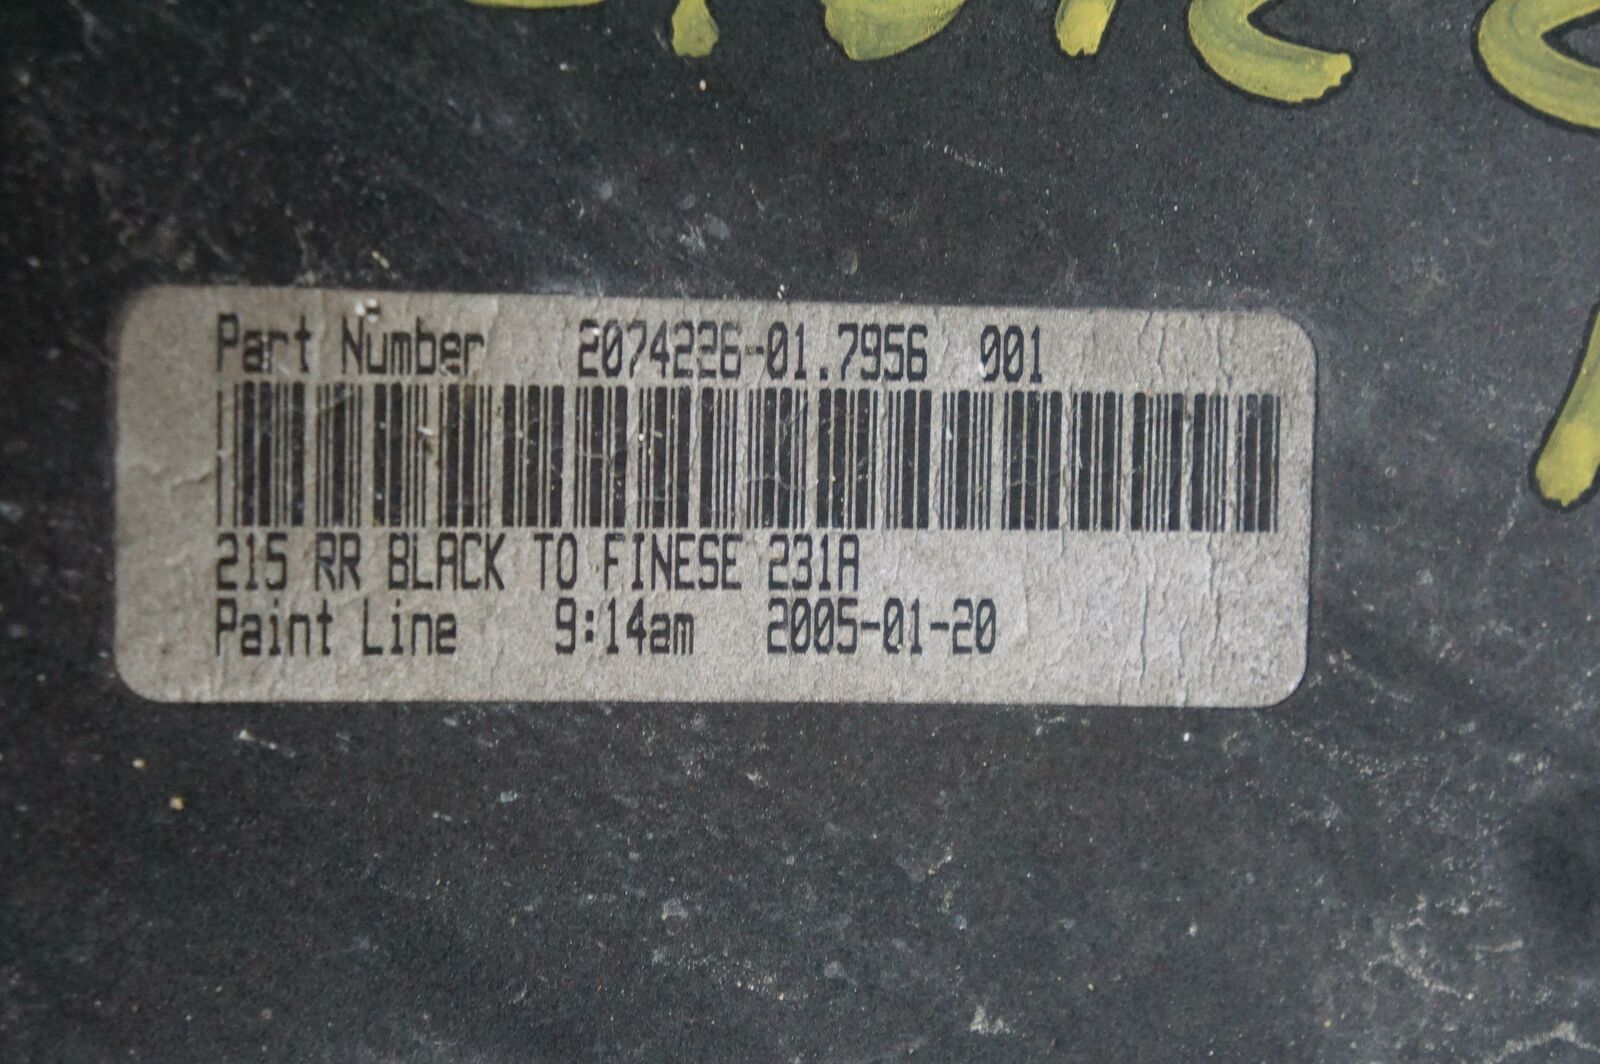 Part Number 2074226-01.7956 001
215 RR BLACK TO FINESE 231A
Paint Line 9:14am 2005-01-20